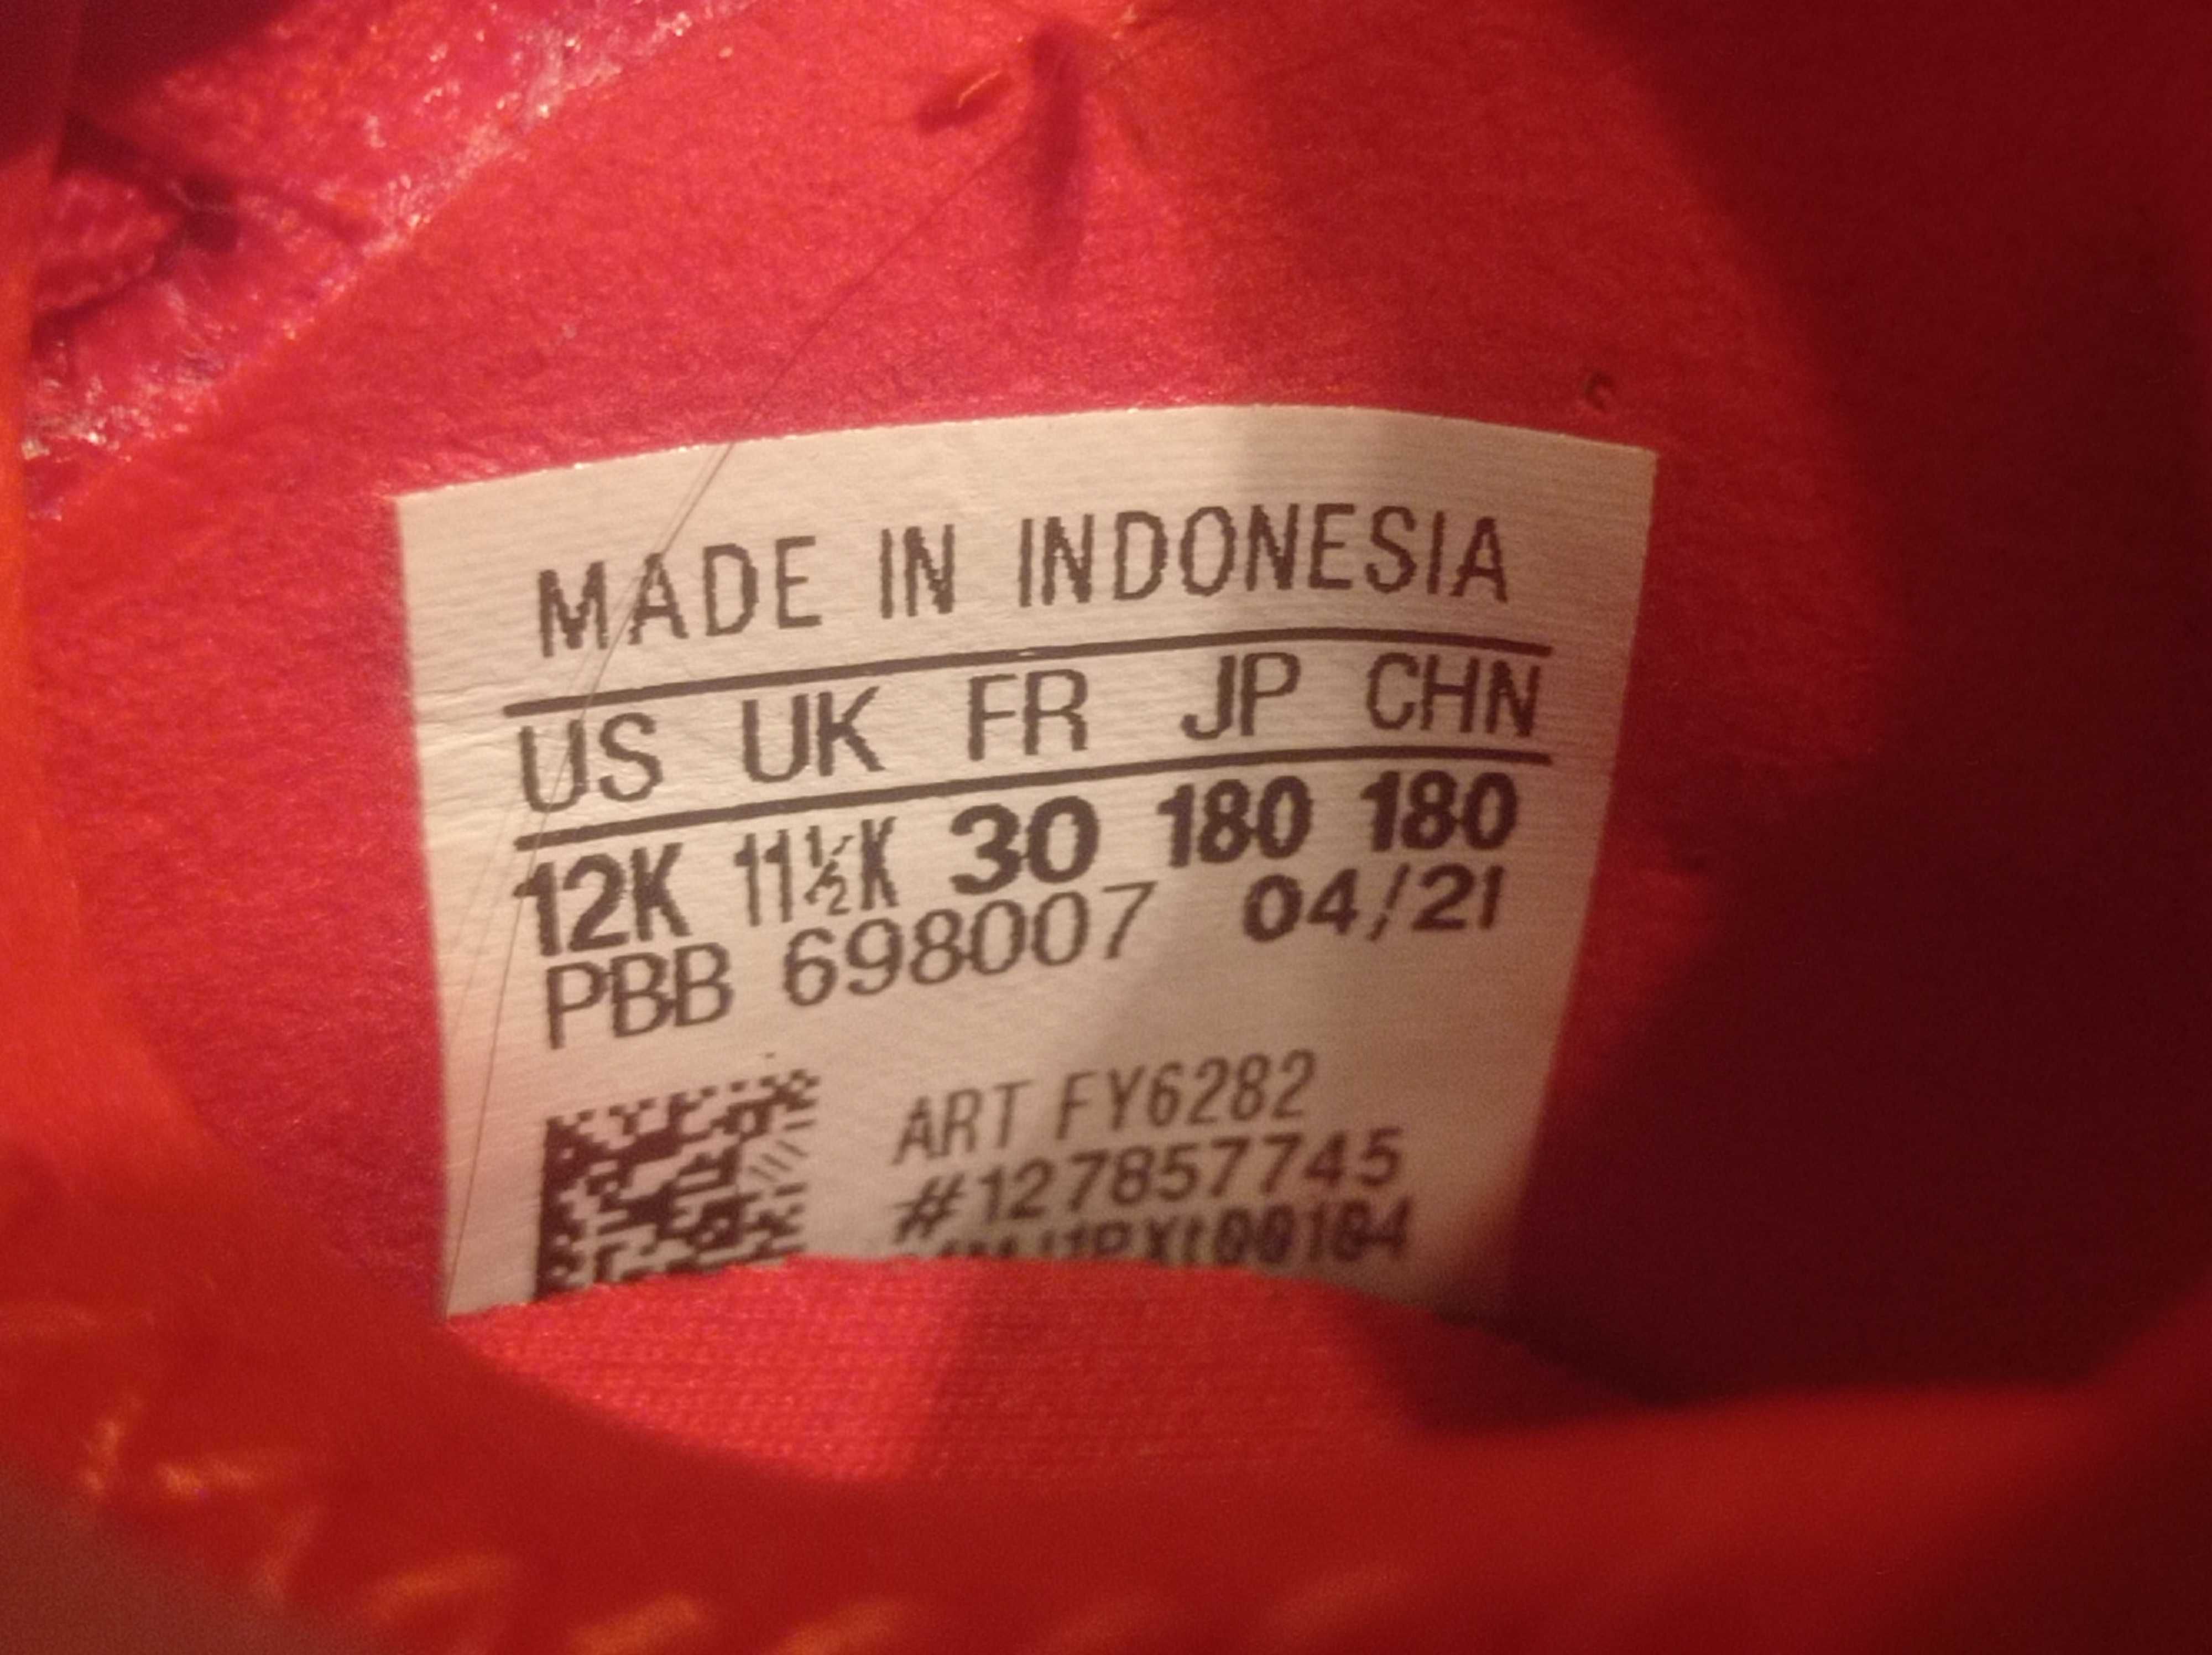 MADE IN INDONESIA
US UK FR JP CHN
12K 11½K 30 180 180
PBB 698007 04/21
ART FY6282
#127857745